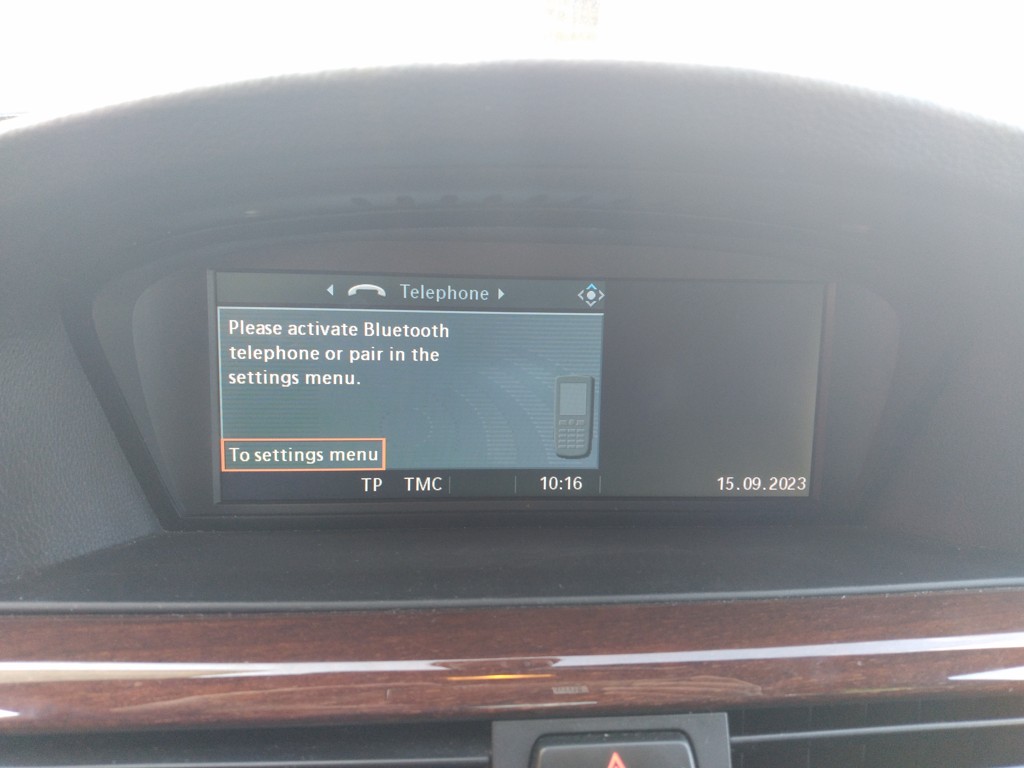 Telephone
Please activate Bluetooth
telephone or pair in the
settings menu.
To settings menu
TP TMC 10:16 15.09.2023